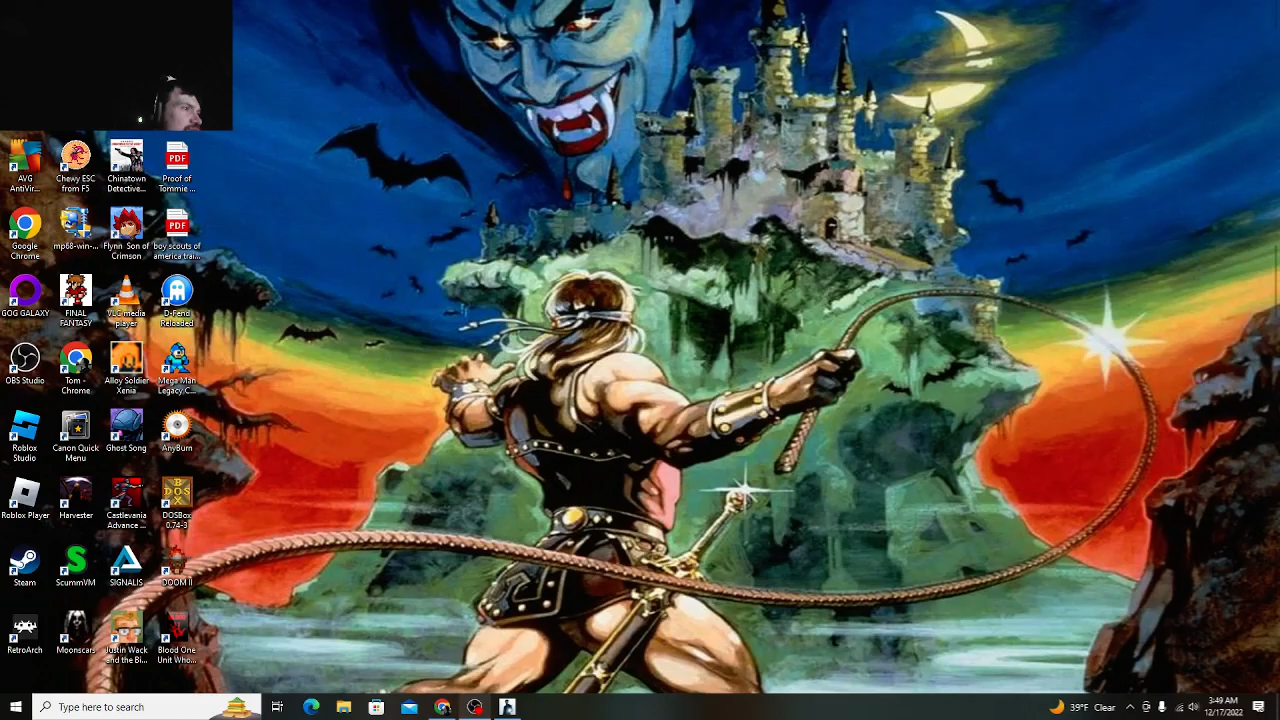 AVG
AntiVir...
Chewy ESC
from F5
Chinatown
Detective...
PDF
Proof of
Tommie ...
Google
Chrome
mp68-win-...
Flynn Son of
Crimson
PDF
boy scouts of
america trai...
GOG GALAXY
FINAL
FANTASY
VLC media
player
D-Fend
Reloaded
OBS Studio
Tom -
Chrome
Alloy Soldier
Xenia
Mega Man
Legacy C...
Roblox
Studio
Canon Quick
Menu
Ghost Song
AnyBurn
Roblox Player
Harvester
Castlevania
Advance ...
DOS
BOX
DOSBox
0.74-3
Steam
S
ScummVM
SIGNALIS
DOOM II
RetroArch
Moonscars
Justin Wack
and the Bi...
Blood One
Unit Who...
Type here to search
39°F Clear
3:49 AM
12/17/2022